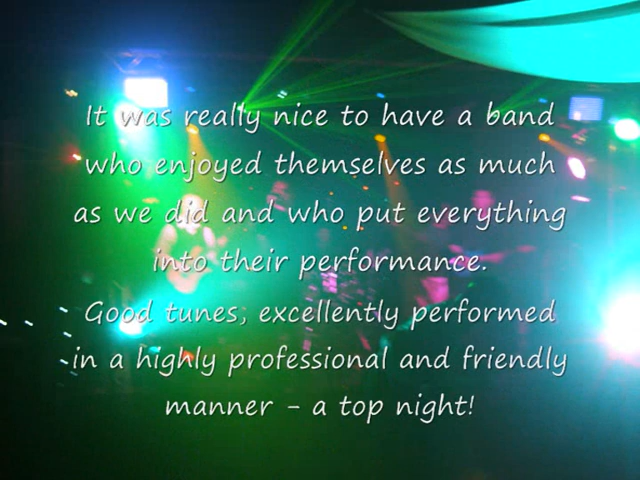 It was really nice to have a band
who enjoyed themselves as much
as we did and who put everything
into their performance.
Good tunes, excellently performed
in a highly professional and friendly
manner - a top night!